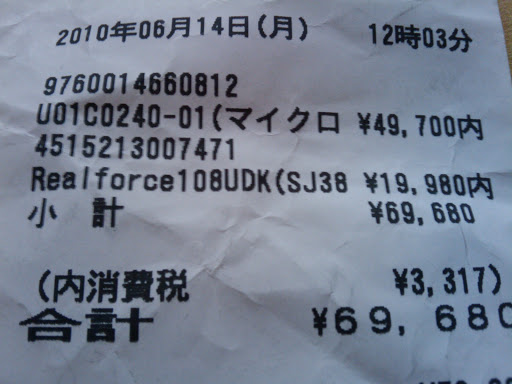 2010年06月14日(月) 12時03分
9760014660812
U01C0240-01(マイクロ ¥49,700内
4515213007471
Realforce108UDK(SJ38 ¥19,980内
小 計 ¥69,680
(内消費税 ¥3,317)
合計 ¥69,680